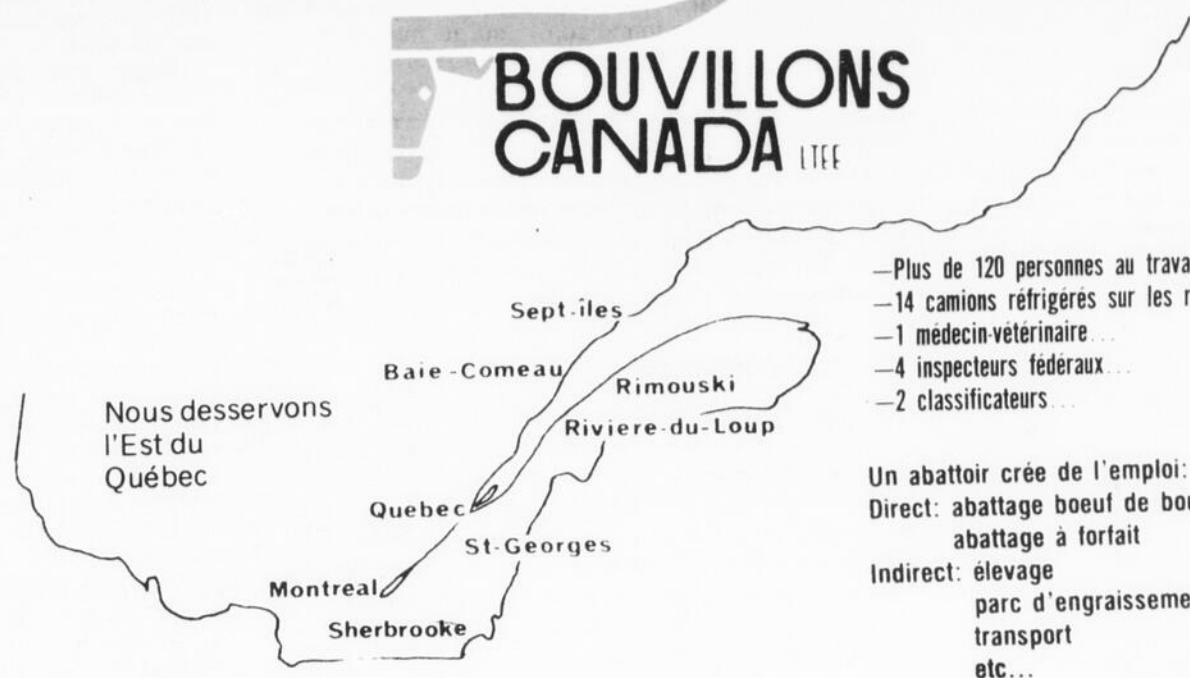 BOUVILLONS
CANADA LTEE
—Plus de 120 personnes au
—14 camions réfrigérés sur les
—1 médecin-vétérinaire...
—4 inspecteurs fédéraux...
—2 classificateurs...
Sept-îles
Baie-Comeau
Rimouski
Riviere-du-Loup
Nous desservons
l'Est du
Québec
Quebec
St-Georges
Montreal
Sherbrooke
Un abattoir crée de l'emploi:
Direct: abattage boeuf de
abattage à forfait
Indirect: élevage
parc
transport
etc...